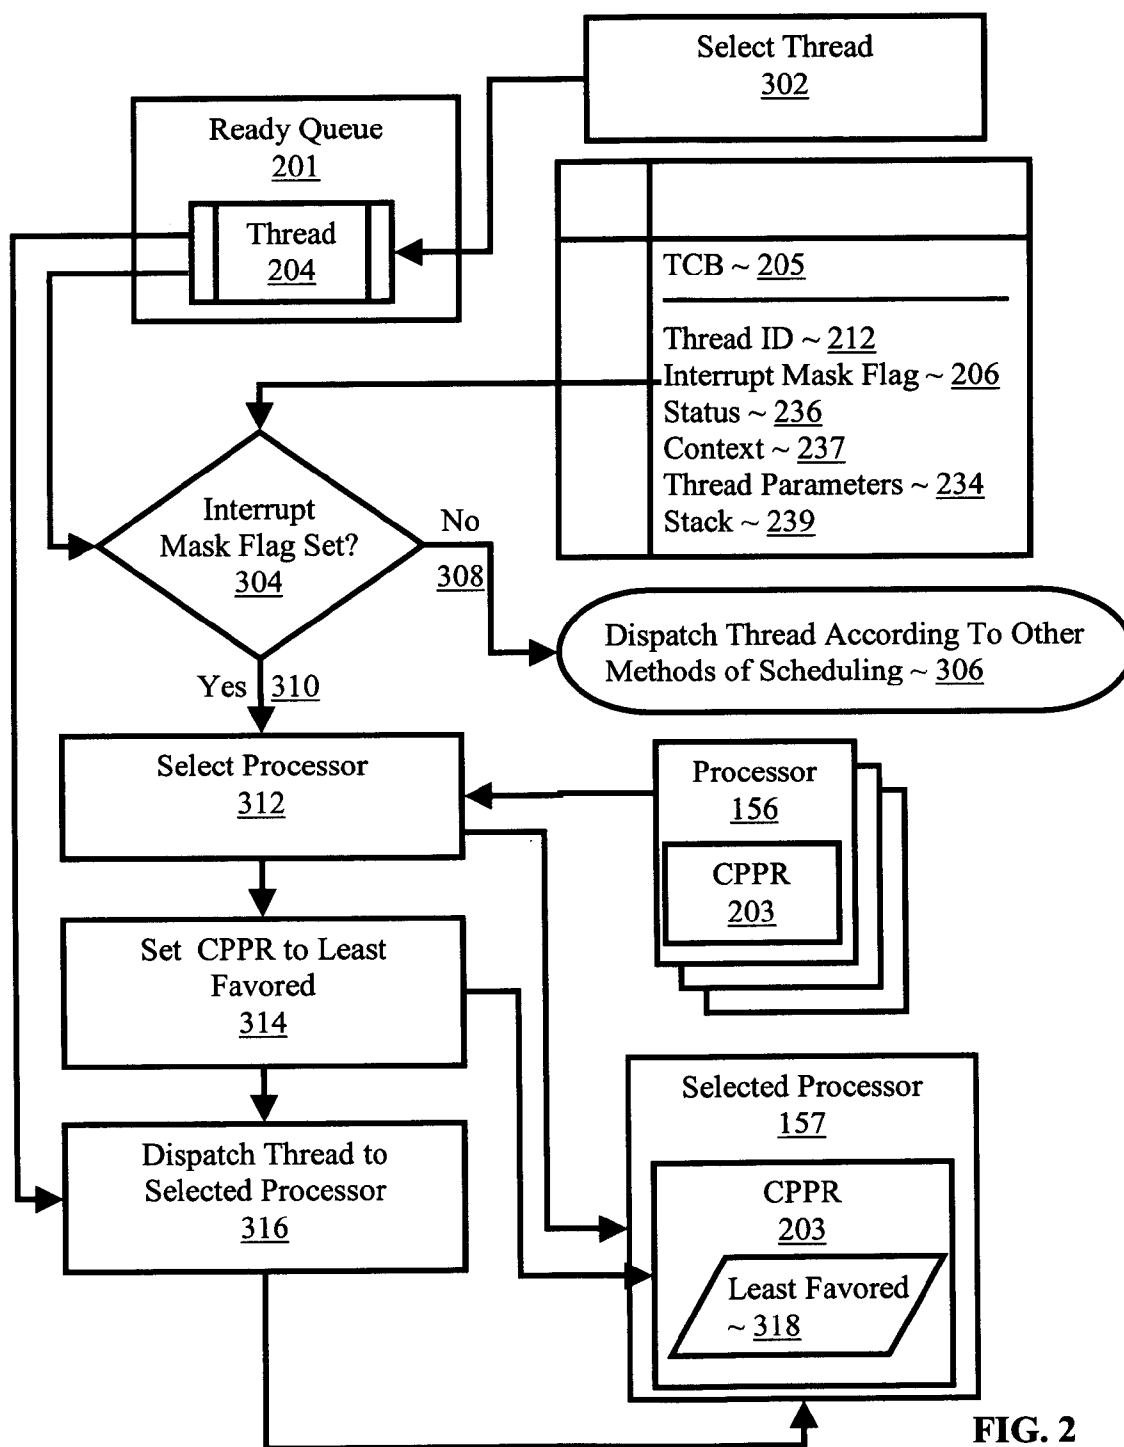 Select Thread
302
Ready Queue
201
Thread
204
TCB ~ 205
Thread ID ~ 212
Interrupt Mask Flag ~ 206
Status ~ 236
Context ~ 237
Thread Parameters ~ 234
Stack ~ 239
Interrupt
Mask Flag Set?
304
No
308
Dispatch Thread According To Other
Methods of Scheduling ~ 306
Yes 310
Select Processor
312
Processor
156
CPPR
203
Set CPPR to Least
Favored
314
Dispatch Thread to
Selected Processor
316
Selected Processor
157
CPPR
203
Least Favored
~ 318
FIG. 2